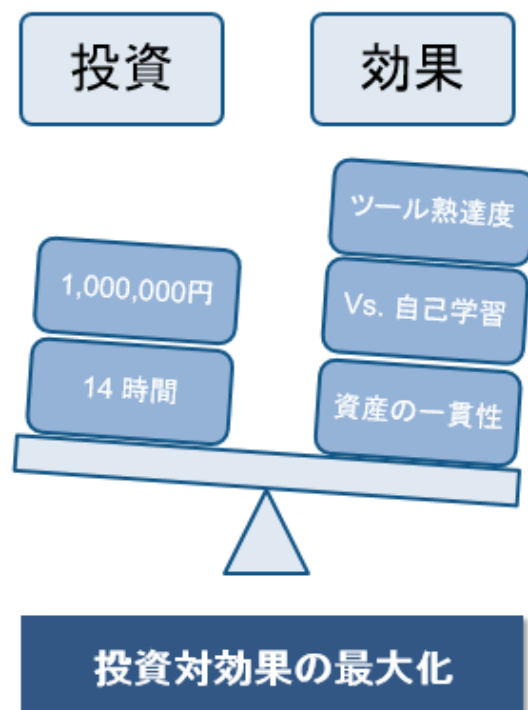 投資
効果
1,000,000円
14 時間
ツール熟達度
Vs. 自己学習
資産の一貫性
投資対効果の最大化